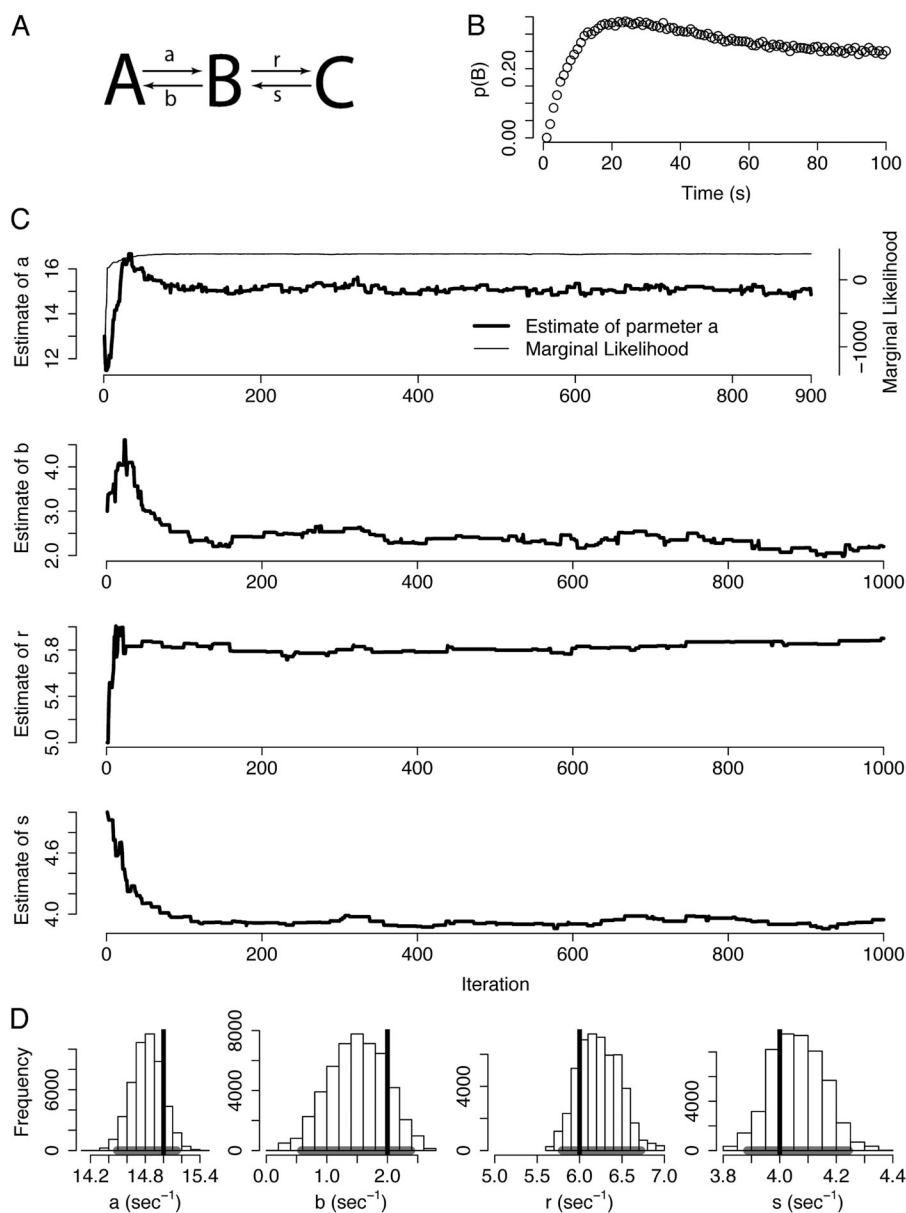 A
B
A a b B r s C
p(B)
0.00 0.20
0 20 40 60 80 100
Time (s)
C
Estimate of a
12 14 15 16
0 200 400 600 800 900
Estimate of parmeter a
Marginal Likelihood
Marginal Likelihood
−1000 0
Estimate of b
2.0 3.0 4.0
0 200 400 600 800 1000
Estimate of r
5.0 5.4 5.8
0 200 400 600 800 1000
Estimate of s
4.0 4.6
0 200 400 600 800 1000
Iteration
D
Frequency
0 6000
14.2 14.8 15.4
a (sec⁻¹)
0 4000 8000
0.0 1.0 2.0
b (sec⁻¹)
0 4000
5.0 5.5 6.0 6.5 7.0
r (sec⁻¹)
0 4000
3.8 4.0 4.2 4.4
s (sec⁻¹)